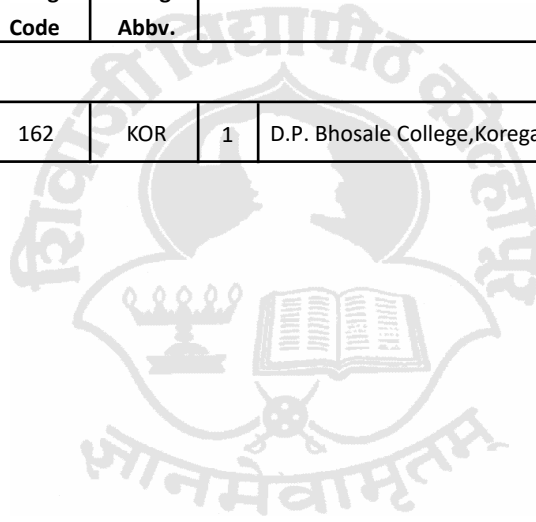 Code Abbv.
162 KOR 1 D.P. Bhosale College,Korega
शिवाजी विद्यापीठ कोल्हापूर
ज्ञानमेवामृतम्